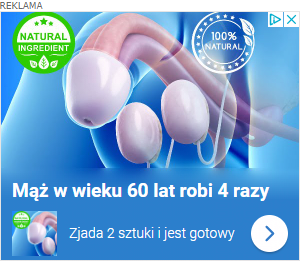 REKLAMA
NATURAL
INGREDIENT
100%
NATURAL
Mąż w wieku 60 lat robi 4 razy
Zjada 2 sztuki i jest gotowy